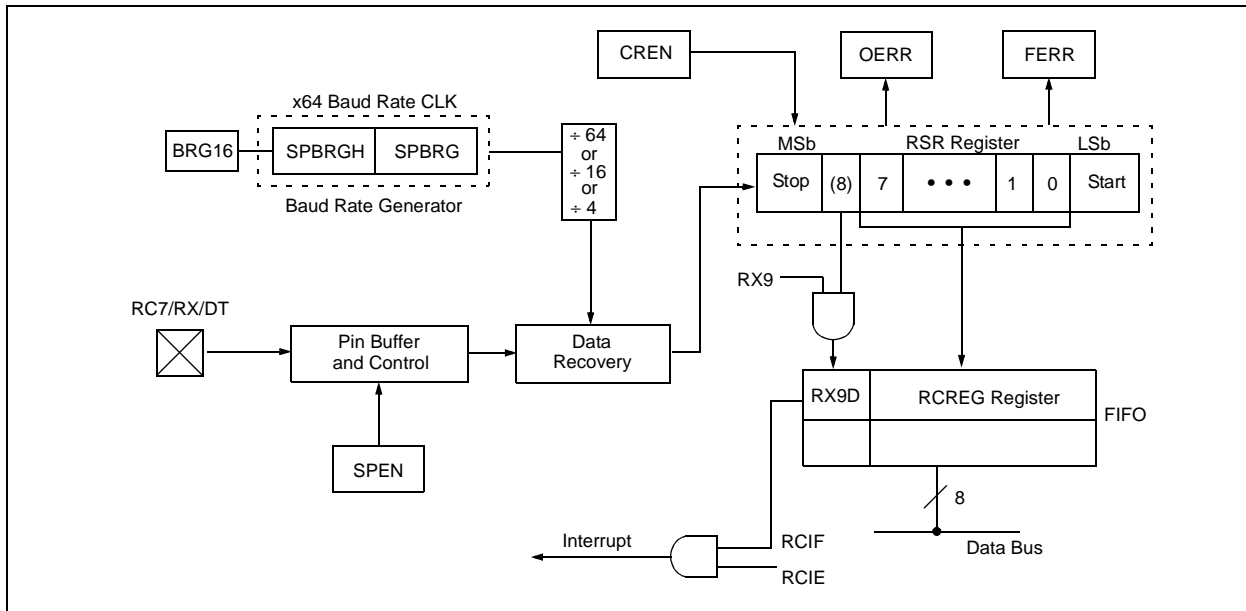 CREN
OERR
FERR
x64 Baud Rate CLK
BRG16
SPBRGH
SPBRG
Baud Rate Generator
÷ 64
or
÷ 16
or
÷ 4
MSb
RSR Register
LSb
Stop
(8)
7
• • •
1
0
Start
RX9
RC7/RX/DT
Pin Buffer
and Control
Data
Recovery
SPEN
RX9D
RCREG Register
FIFO
8
Data Bus
Interrupt
RCIF
RCIE